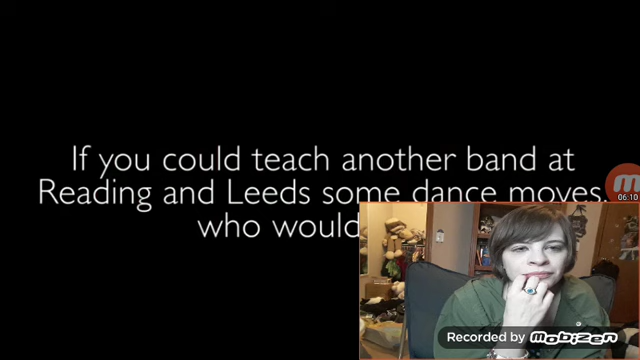 If you could teach another band at
Reading and Leeds some dance moves,
who would
06:10
Recorded by mobizen